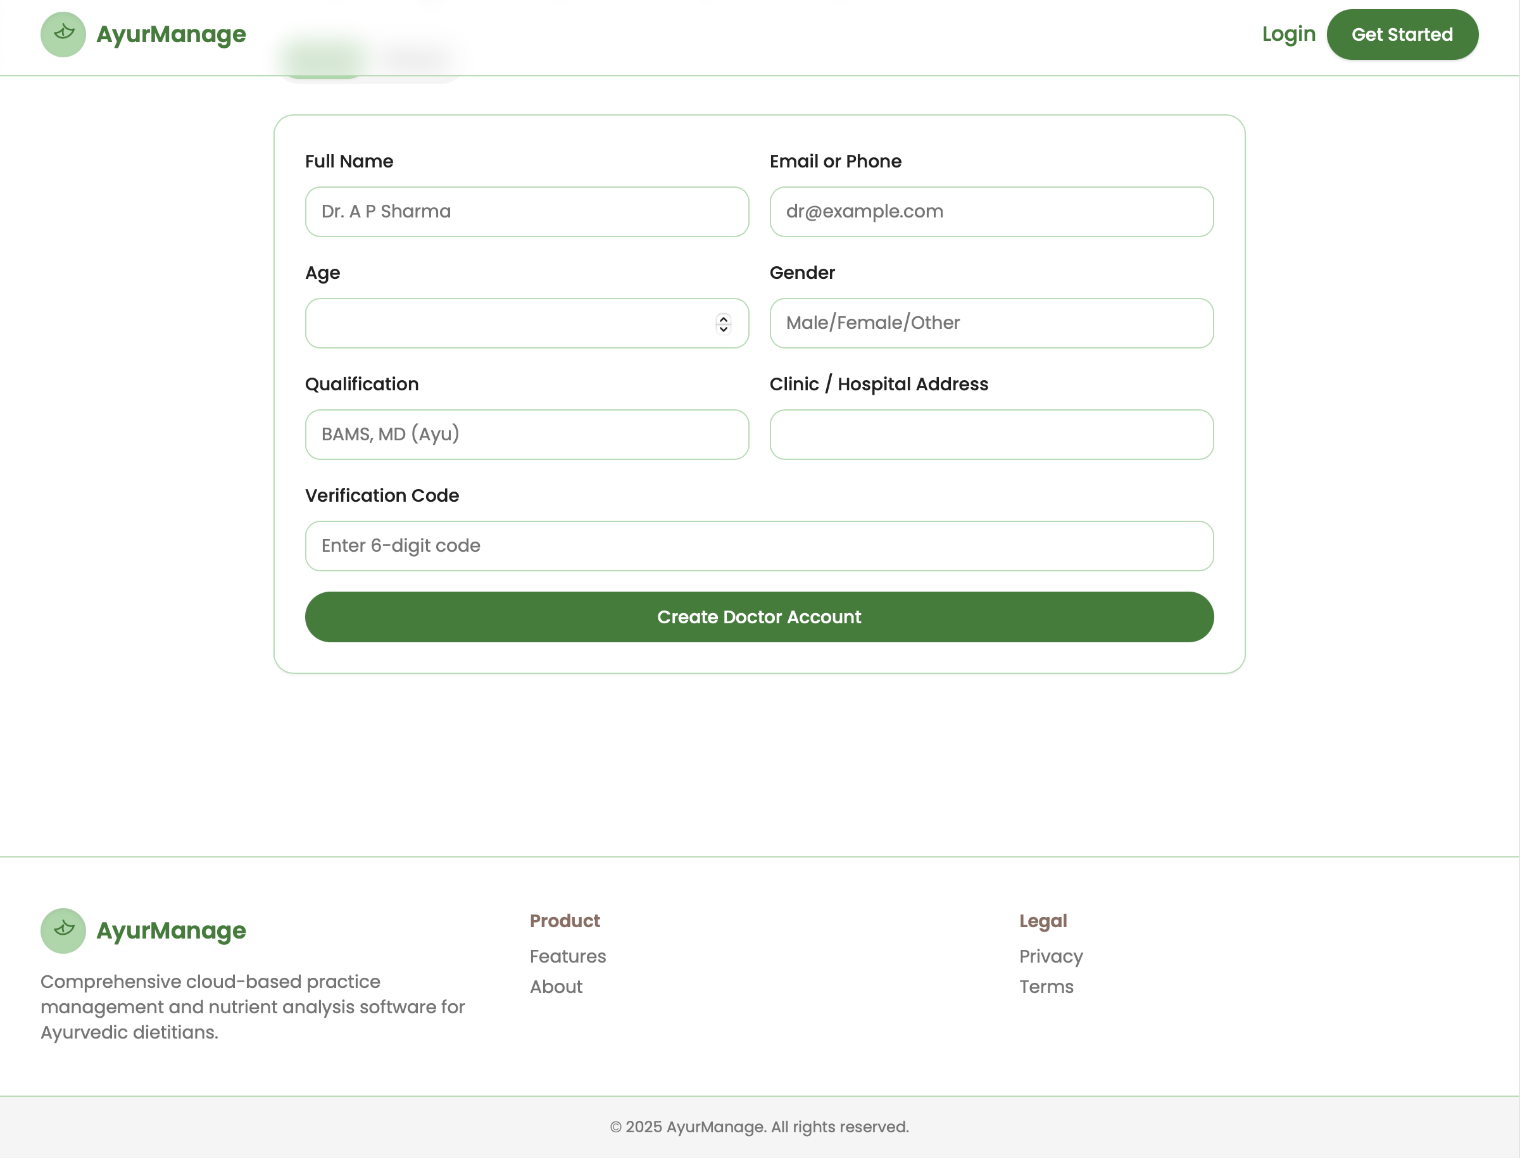 AyurManage
Login
Get Started
Full Name
Email or Phone
Dr. A P Sharma
dr@example.com
Age
Gender
Male/Female/Other
Qualification
Clinic / Hospital Address
BAMS, MD (Ayu)
Verification Code
Enter 6-digit code
Create Doctor Account
AyurManage
Comprehensive cloud-based practice
management and nutrient analysis software for
Ayurvedic dietitians.
Product
Features
About
Legal
Privacy
Terms
© 2025 AyurManage. All rights reserved.